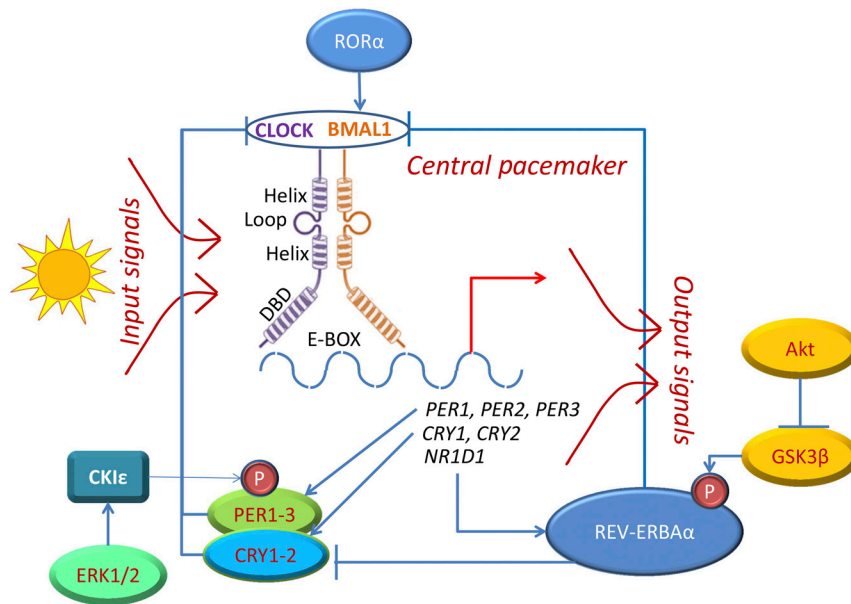 RORα
CLOCK BMAL1
Central pacemaker
Helix
Loop
Helix
Input signals
DBD
E-BOX
Output signals
Akt
PER1, PER2, PER3
CRY1, CRY2
NR1D1
GSK3β
CKIε
P
P
PER1-3
REV-ERBAα
CRY1-2
ERK1/2